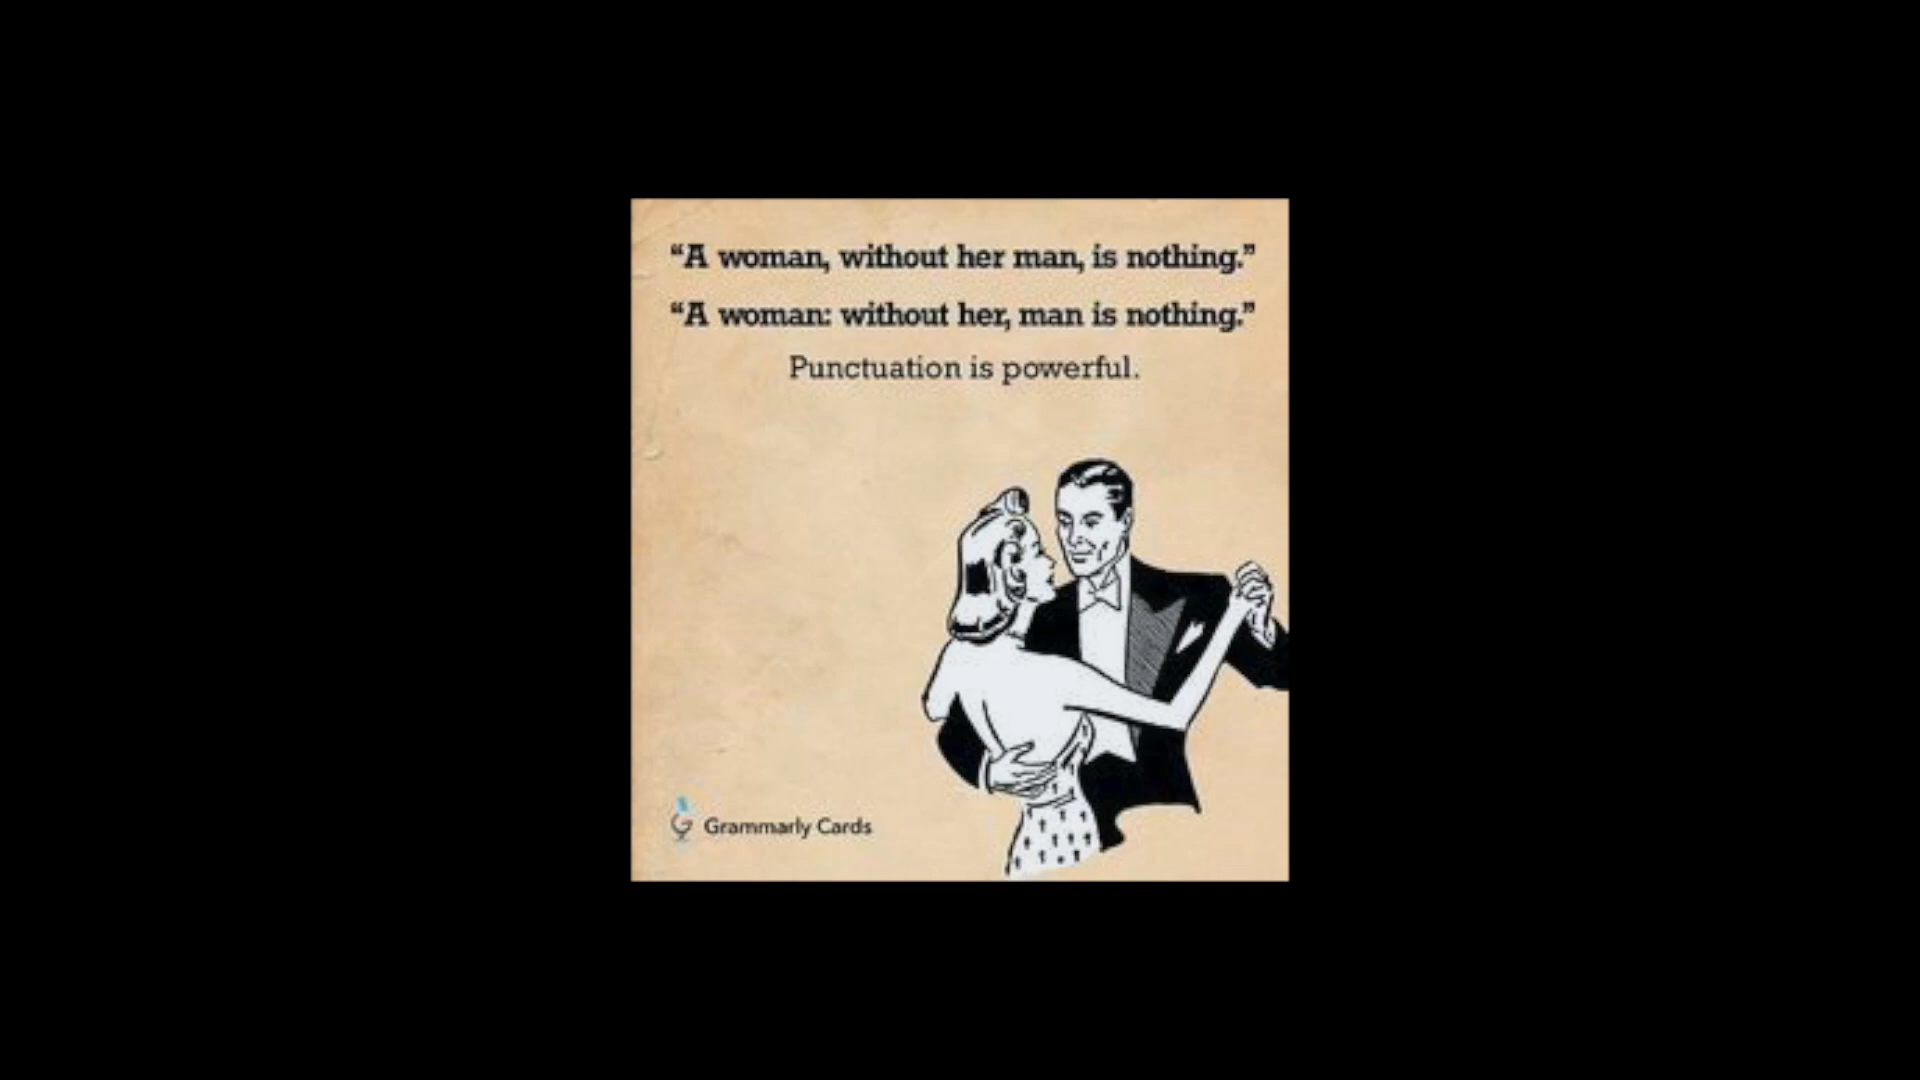 “A woman, without her man, is nothing.”
“A woman: without her, man is nothing.”
Punctuation is powerful.
Grammarly Cards